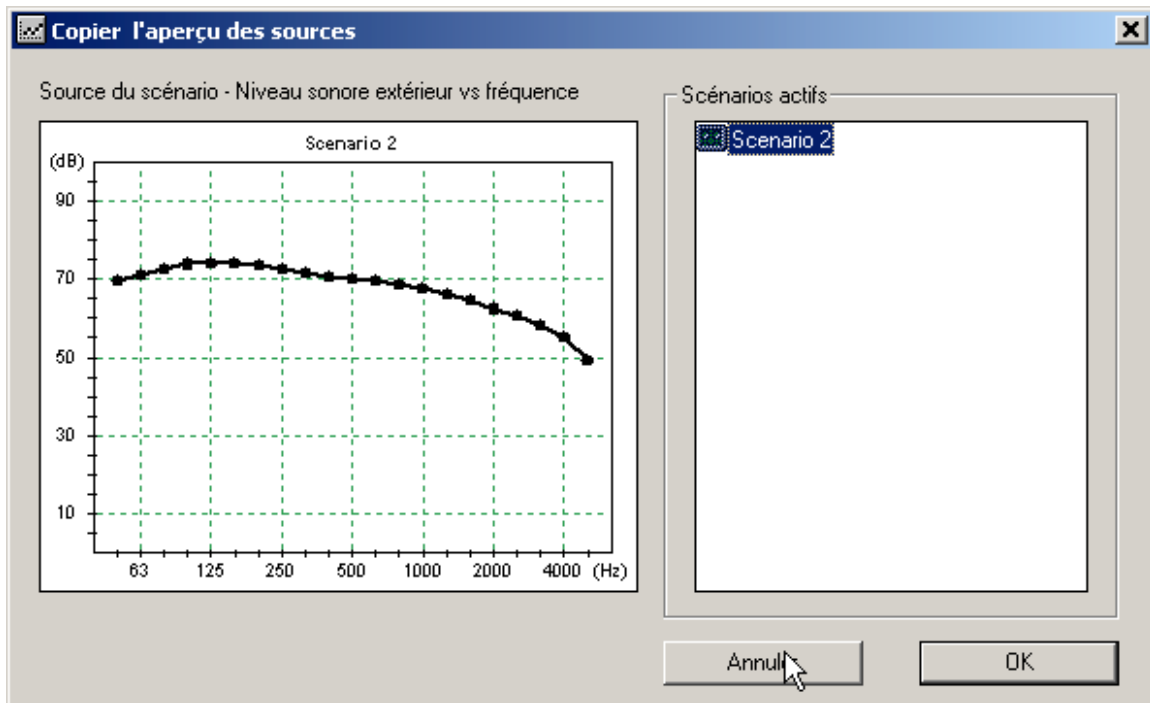 Copier l'aperçu des sources
Source du scénario - Niveau sonore extérieur vs fréquence
Scenario 2
(dB)
90
70
50
30
10
63 125 250 500 1000 2000 4000 (Hz)
Scénarios actifs
Scenario 2
Annuler
OK